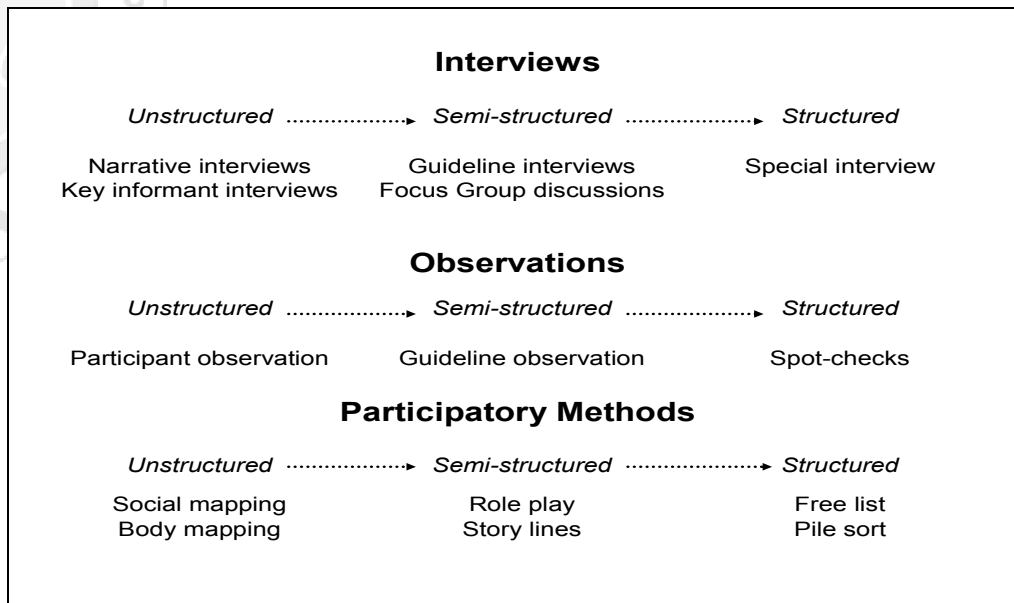 Interviews
Unstructured ..................... Semi-structured ........................ Structured
Narrative interviews Guideline interviews Special interview
Key informant interviews Focus Group discussions
Observations
Unstructured ..................... Semi-structured ........................ Structured
Participant observation Guideline observation Spot-checks
Participatory Methods
Unstructured ..................... Semi-structured ........................ Structured
Social mapping Role play Free list
Body mapping Story lines Pile sort